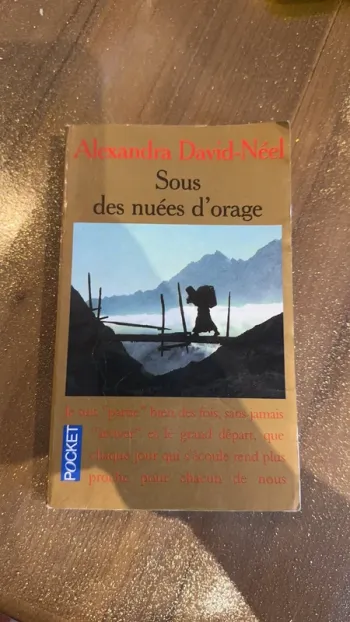 Alexandra David-Néel
Sous
des nuées d'orage
Je suis "partie" bien des fois, sans jamais
et le grand départ, que
chaque jour qui s'écoule rend plus
proche pour chacun de nous
POCKET